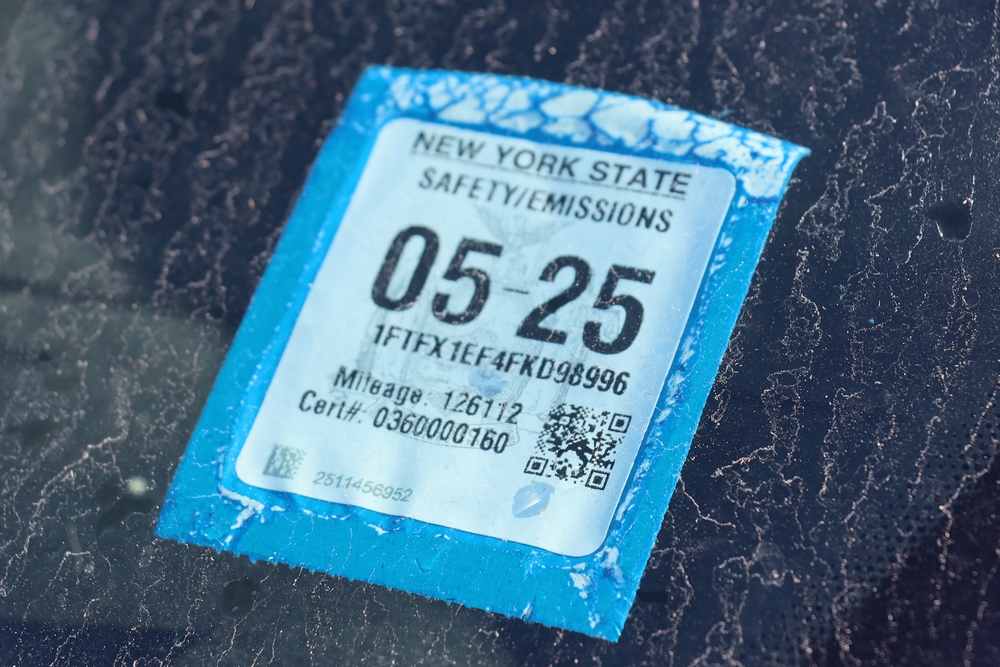 NEW YORK STATE
SAFETY/EMISSIONS
05-25
1FTFX1EF4FKD98996
Mileage: 126112
Cert#: 0360000160
2511456952